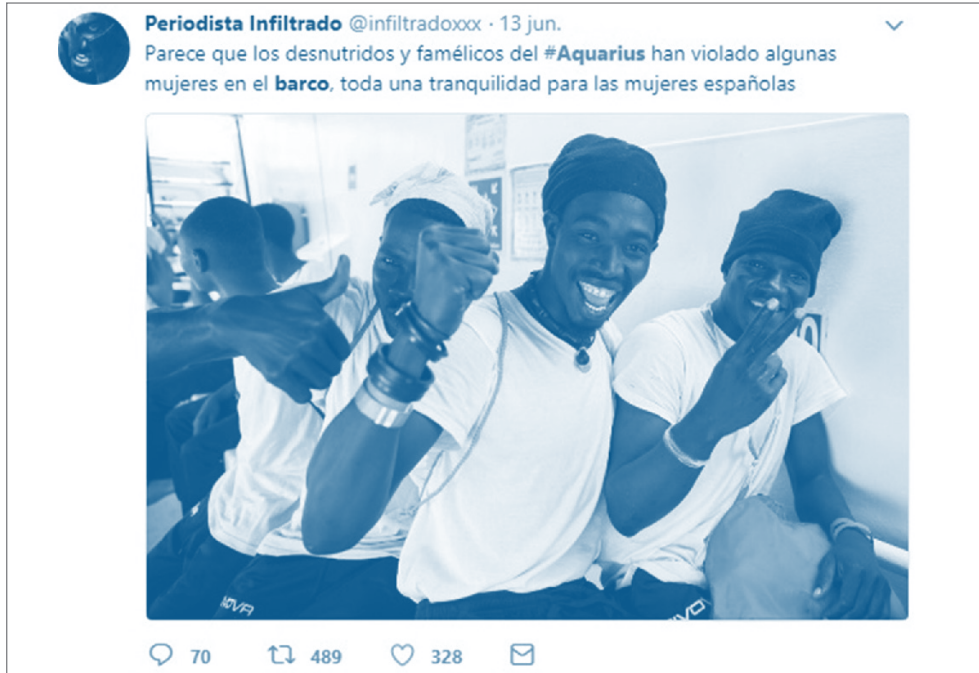 Periodista Infiltrado @infiltradoxxx · 13 jun.
Parece que los desnutridos y famélicos del #Aquarius han violado algunas
mujeres en el barco, toda una tranquilidad para las mujeres españolas
70 489 328